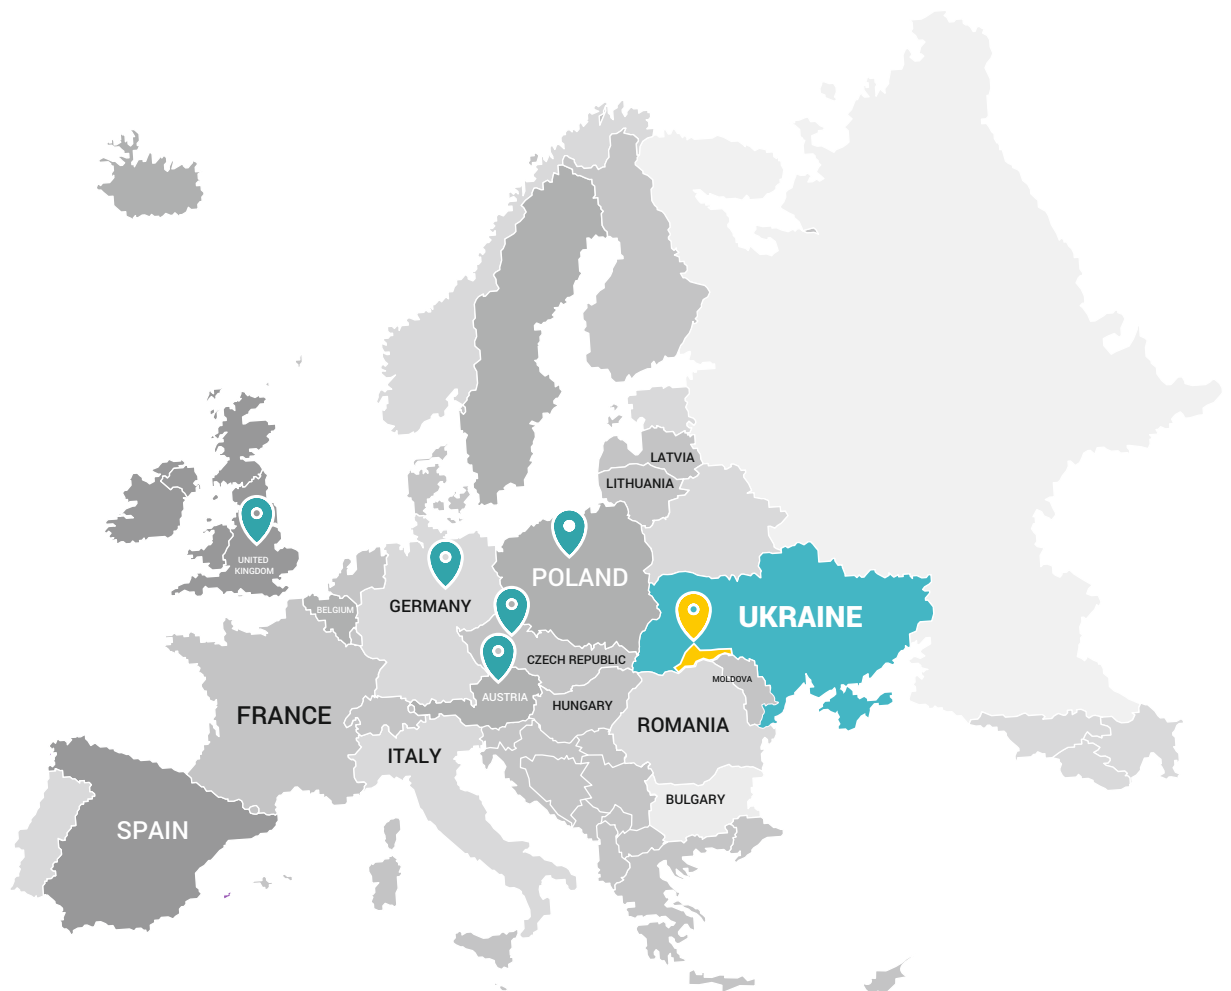 LATVIA
LITHUANIA
UNITED
KINGDOM
POLAND
BELGIUM
GERMANY
UKRAINE
CZECH REPUBLIC
MOLDOVA
AUSTRIA
HUNGARY
FRANCE
ROMANIA
ITALY
BULGARY
SPAIN